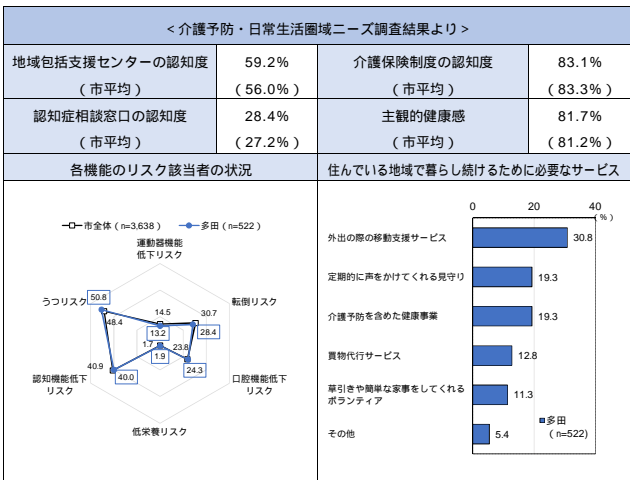 <介護予防・日常生活圏域ニーズ調査結果より>
地域包括支援センターの認知度
（市平均）
59.2%
（56.0%）
介護保険制度の認知度
（市平均）
83.1%
（83.3%）
認知症相談窓口の認知度
（市平均）
28.4%
（27.2%）
主観的健康感
（市平均）
81.7%
（81.2%）
各機能のリスク該当者の状況
市全体（n=3,638）
多田（n=522）
運動器機能
低下リスク
14.5
13.2
転倒リスク
30.7
28.4
口腔機能低下
リスク
23.8
24.3
低栄養リスク
1.7
1.9
認知機能低下
リスク
40.9
40.0
うつリスク
50.8
48.4
住んでいる地域で暮らし続けるために必要なサービス
0
20
40
（%）
外出の際の移動支援サービス
30.8
定期的に声をかけてくれる見守り
19.3
介護予防を含めた健康事業
19.3
買物代行サービス
12.8
草引きや簡単な家事をしてくれる
ボランティア
11.3
その他
5.4
多田
（n=522)